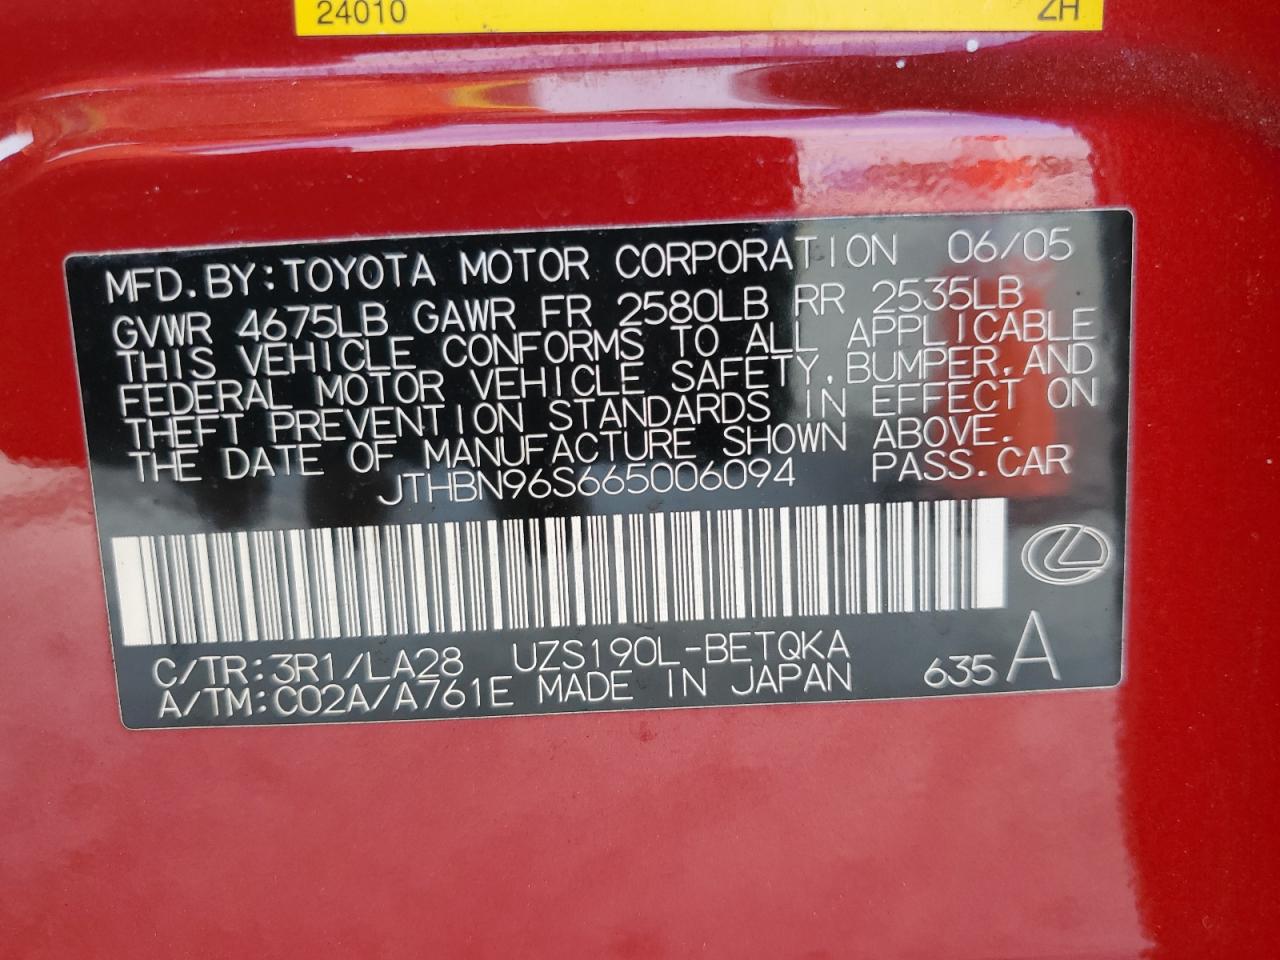 24010 ZH
MFD. BY: TOYOTA MOTOR CORPORATION 06/05
GVWR 4675LB GAWR FR 2580LB RR 2535LB
THIS VEHICLE CONFORMS TO ALL APPLICABLE
FEDERAL MOTOR VEHICLE SAFETY, BUMPER, AND
THEFT PREVENTION STANDARDS IN EFFECT ON
THE DATE OF MANUFACTURE SHOWN ABOVE.
JTHBN96S665006094 PASS. CAR
C/TR: 3R1/LA28 UZS190L-BETQKA
A/TM: C02A/A761E MADE IN JAPAN 635 A